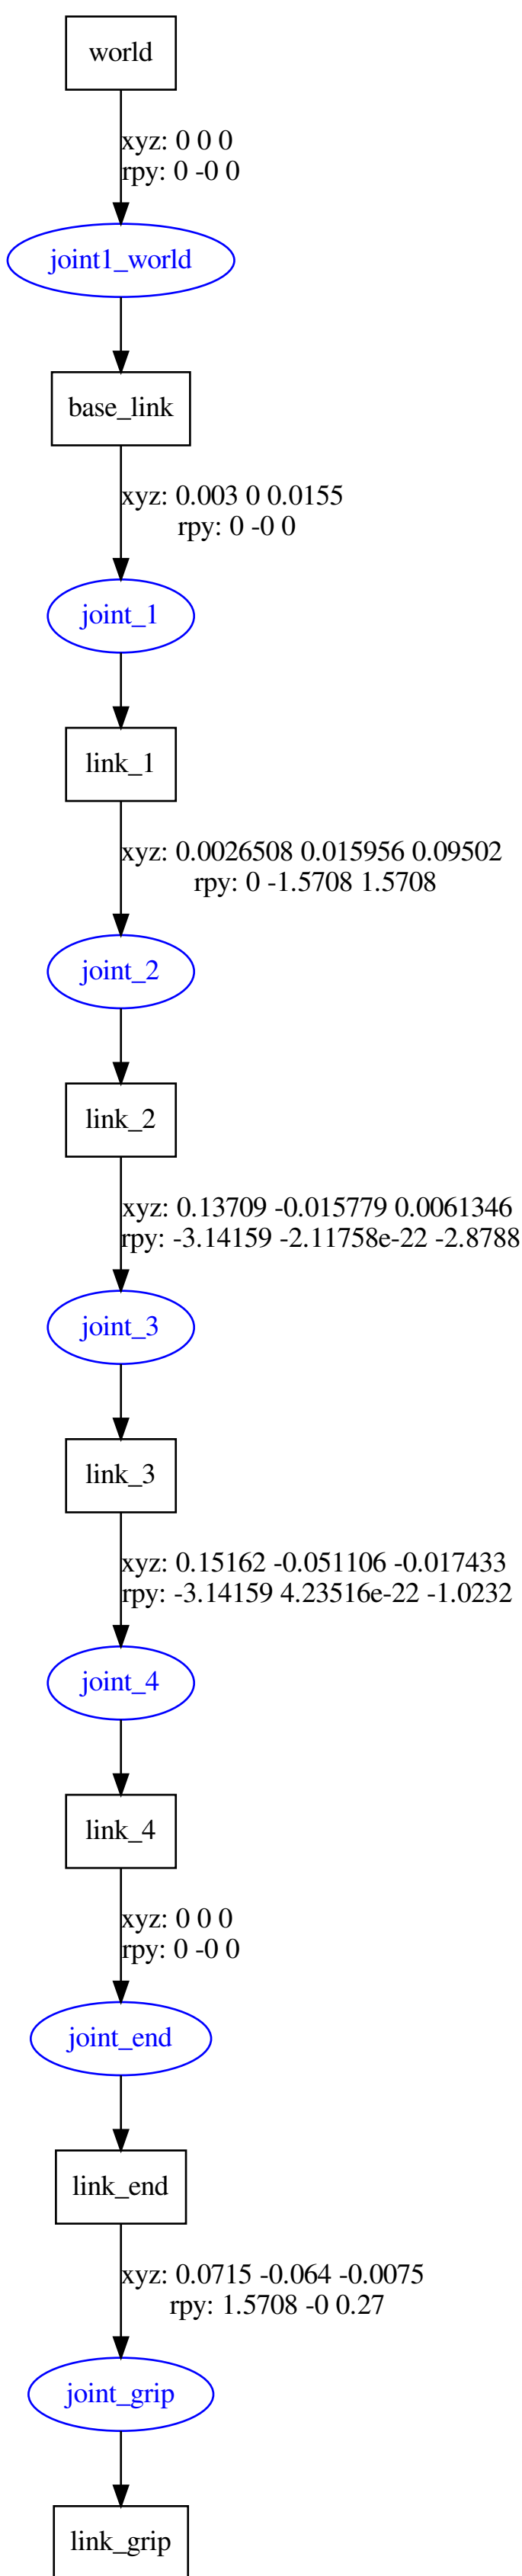 world
xyz: 0 0 0
rpy: 0 -0 0
joint1_world
base_link
xyz: 0.003 0 0.0155
rpy: 0 -0 0
joint_1
link_1
xyz: 0.0026508 0.015956 0.09502
rpy: 0 -1.5708 1.5708
joint_2
link_2
xyz: 0.13709 -0.015779 0.0061346
rpy: -3.14159 -2.11758e-22 -2.8788
joint_3
link_3
xyz: 0.15162 -0.051106 -0.017433
rpy: -3.14159 4.23516e-22 -1.0232
joint_4
link_4
xyz: 0 0 0
rpy: 0 -0 0
joint_end
link_end
xyz: 0.0715 -0.064 -0.0075
rpy: 1.5708 -0 0.27
joint_grip
link_grip